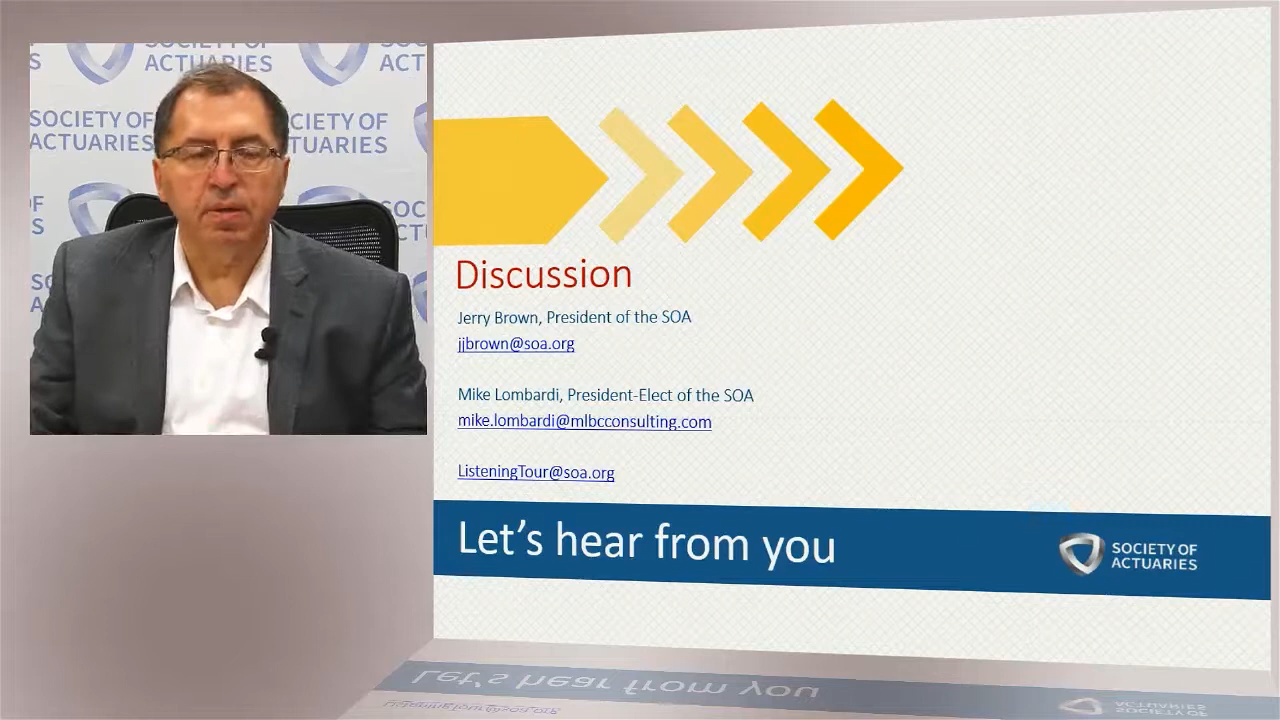 SOCIETY OF
ACTUARIES
SOCIETY OF
ACTUARIES
Discussion
Jerry Brown, President of the SOA
jjbrown@soa.org
Mike Lombardi, President-Elect of the SOA
mike.lombardi@mlbcconsulting.com
ListeningTour@soa.org
Let's hear from you
SOCIETY OF
ACTUARIES